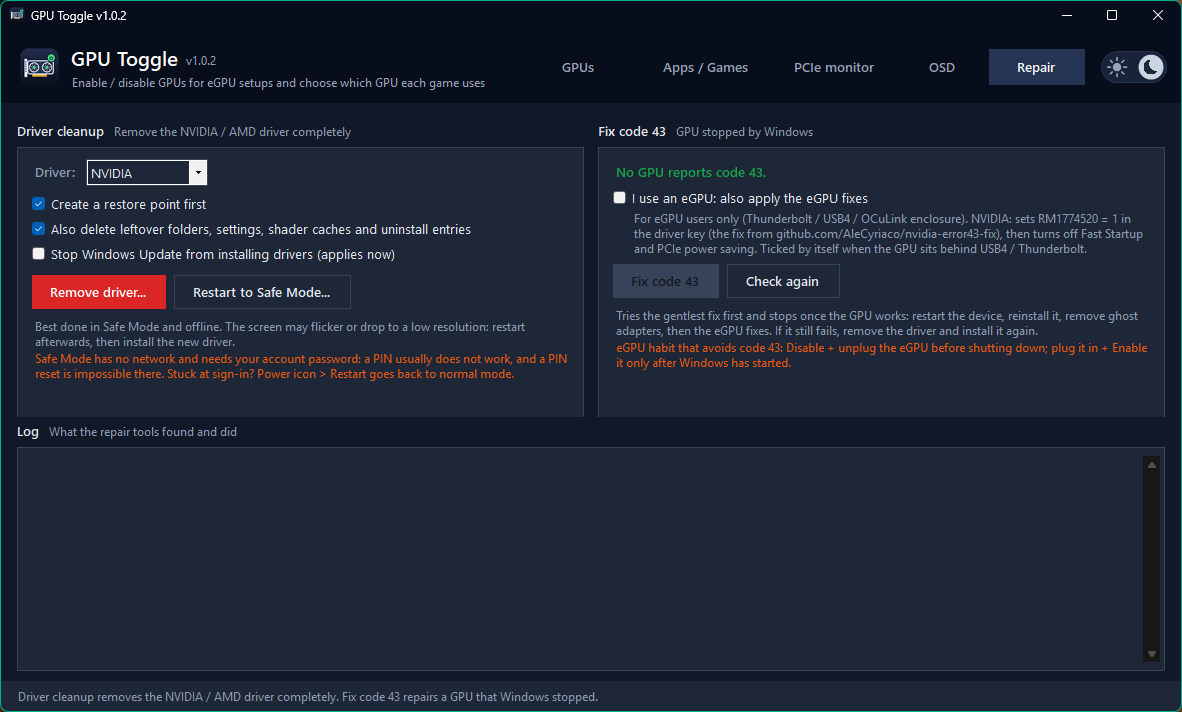 GPU Toggle v1.0.2
GPU Toggle v1.0.2
Enable / disable GPUs for eGPU setups and choose which GPU each game uses
GPUs
Apps / Games
PCIe monitor
OSD
Repair
Driver cleanup Remove the NVIDIA / AMD driver completely
Driver: NVIDIA
Create a restore point first
Also delete leftover folders, settings, shader caches and uninstall entries
Stop Windows Update from installing drivers (applies now)
Remove driver...
Restart to Safe Mode...
Best done in Safe Mode and offline. The screen may flicker or drop to a low resolution: restart
afterwards, then install the new driver.
Safe Mode has no network and needs your account password: a PIN usually does not work, and a PIN
reset is impossible there. Stuck at sign-in? Power icon > Restart goes back to normal mode.
Fix code 43 GPU stopped by Windows
No GPU reports code 43.
I use an eGPU: also apply the eGPU fixes
For eGPU users only (Thunderbolt / USB4 / OCuLink enclosure). NVIDIA: sets RM1774520 = 1 in
the driver key (the fix from github.com/AleCyriaco/nvidia-error43-fix), then turns off Fast Startup
and PCIe power saving. Ticked by itself when the GPU sits behind USB4 / Thunderbolt.
Fix code 43
Check again
Tries the gentlest fix first and stops once the GPU works: restart the device, reinstall it, remove ghost
adapters, then the eGPU fixes. If it still fails, remove the driver and install it again.
eGPU habit that avoids code 43: Disable + unplug the eGPU before shutting down; plug it in + Enable
it only after Windows has started.
Log What the repair tools found and did
Driver cleanup removes the NVIDIA / AMD driver completely. Fix code 43 repairs a GPU that Windows stopped.